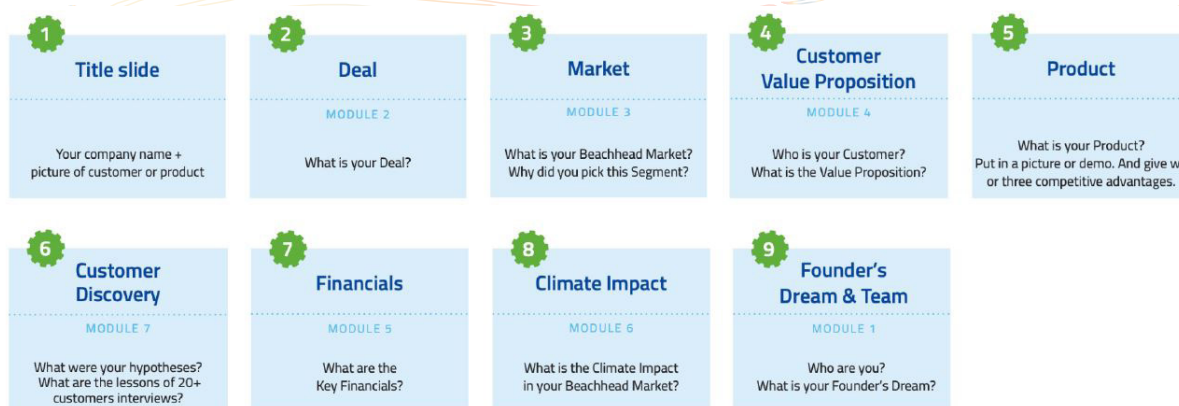 1
Title slide
Your company name +
picture of customer or product
2
Deal
MODULE 2
What is your Deal?
3
Market
MODULE 3
What is your Beachhead Market?
Why did you pick this Segment?
4
Customer
Value Proposition
MODULE 4
Who is your Customer?
What is the Value Proposition?
5
Product
What is your Product?
Put in a picture or demo. And give
or three competitive advantages.
6
Customer
Discovery
MODULE 7
What were your hypotheses?
What are the lessons of 20+
customers interviews?
7
Financials
MODULE 5
What are the
Key Financials?
8
Climate Impact
MODULE 6
What is the Climate Impact
in your Beachhead Market?
9
Founder's
Dream & Team
MODULE 1
Who are you?
What is your Founder's Dream?